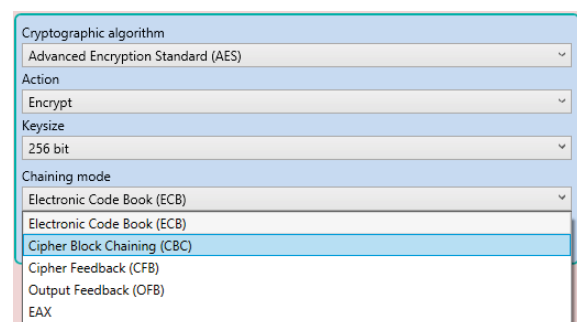 Cryptographic algorithm
Advanced Encryption Standard (AES)
Action
Encrypt
Keysize
256 bit
Chaining mode
Electronic Code Book (ECB)
Electronic Code Book (ECB)
Cipher Block Chaining (CBC)
Cipher Feedback (CFB)
Output Feedback (OFB)
EAX